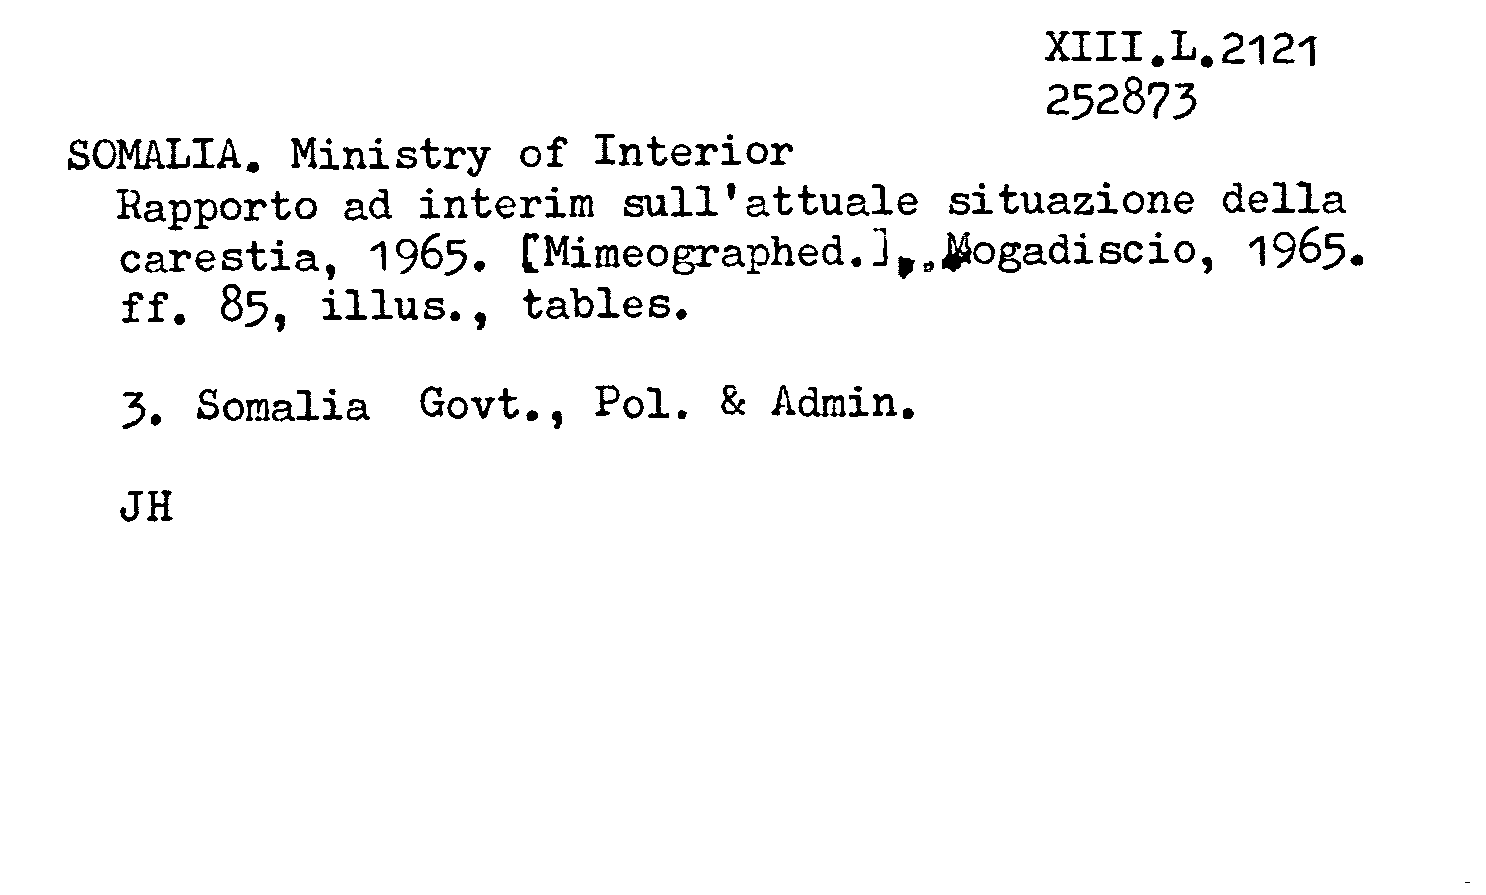 XIII.L.2121
252873
SOMALIA. Ministry of Interior
Rapporto ad interim sull'attuale situazione della
carestia, 1965. [Mimeographed.], Mogadiscio, 1965.
ff. 85, illus., tables.
3. Somalia Govt., Pol. & Admin.
JH